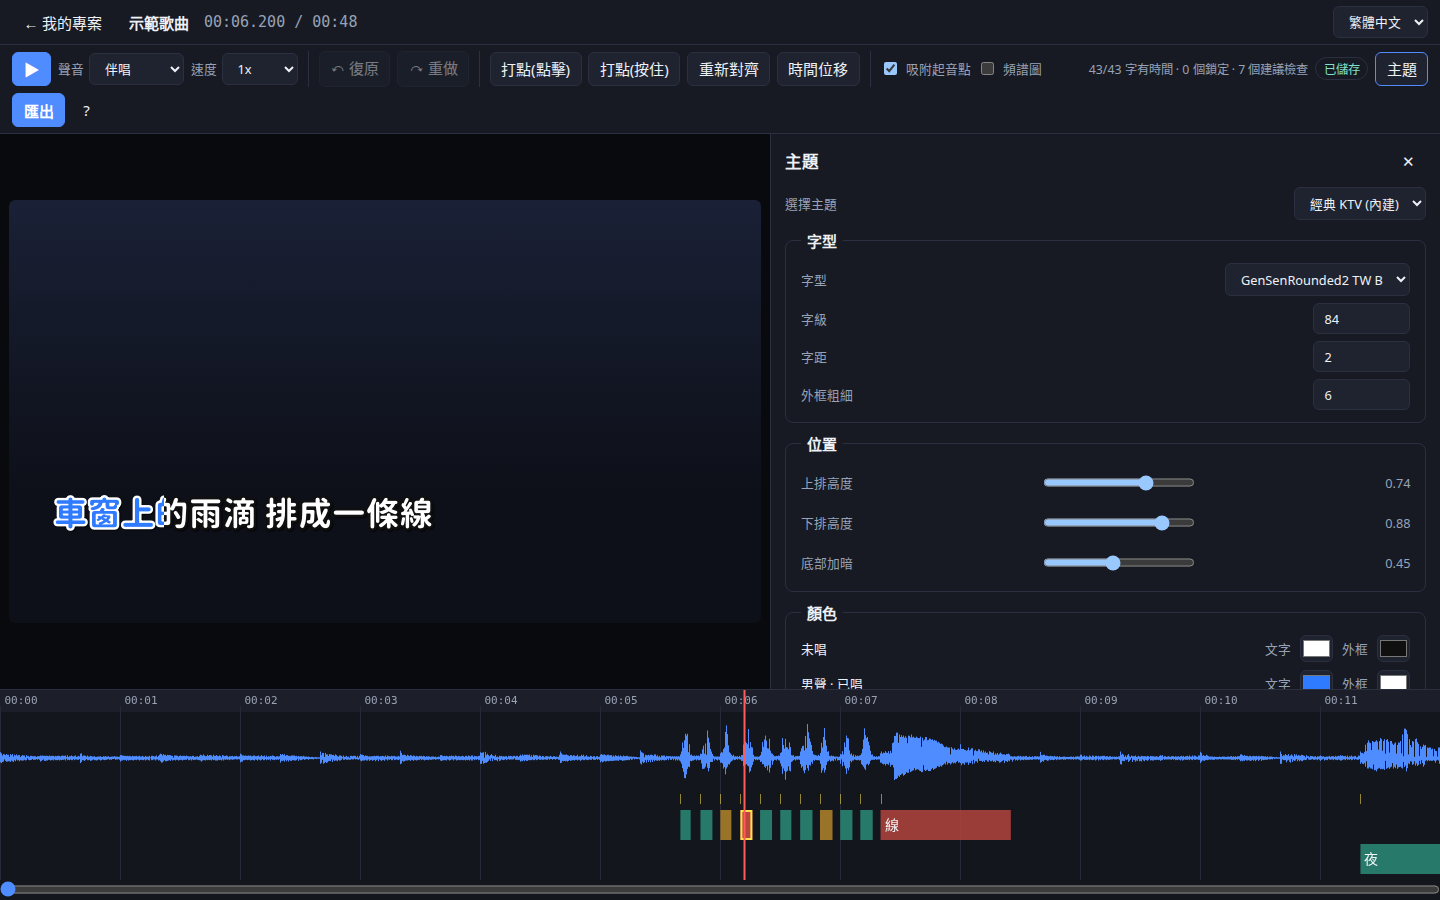 ← 我的專案 示範歌曲 00:06.200 / 00:48 繁體中文
聲音 伴唱 速度 1x ↶ 復原 ↷ 重做 打點(點擊) 打點(按住) 重新對齊 時間位移 吸附起音點 頻譜圖 43/43 字有時間 · 0 個鎖定 · 7 個建議檢查 已儲存 主題
匯出 ?
主題 ✕
選擇主題 經典 KTV (內建)
字型
字型 GenSenRounded2 TW B
字級 84
字距 2
外框粗細 6
位置
上排高度 0.74
下排高度 0.88
底部加暗 0.45
顏色
未唱 文字 外框
男聲 · 已唱 文字 外框
車窗上的雨滴 排成一條線
00:00 00:01 00:02 00:03 00:04 00:05 00:06 00:07 00:08 00:09 00:10 00:11
線
夜